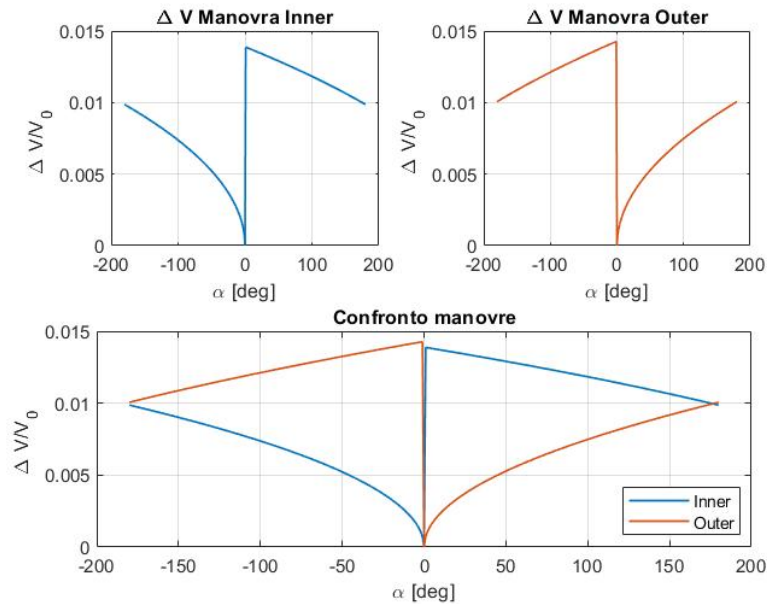 Δ V Manovra Inner
0.015
0.01
0.005
0
Δ V/V₀
-200 -100 0 100 200
α [deg]
Δ V Manovra Outer
0.015
0.01
0.005
0
Δ V/V₀
-200 -100 0 100 200
α [deg]
Confronto manovre
0.015
0.01
0.005
0
Δ V/V₀
-200 -150 -100 -50 0 50 100 150 200
α [deg]
Inner
Outer